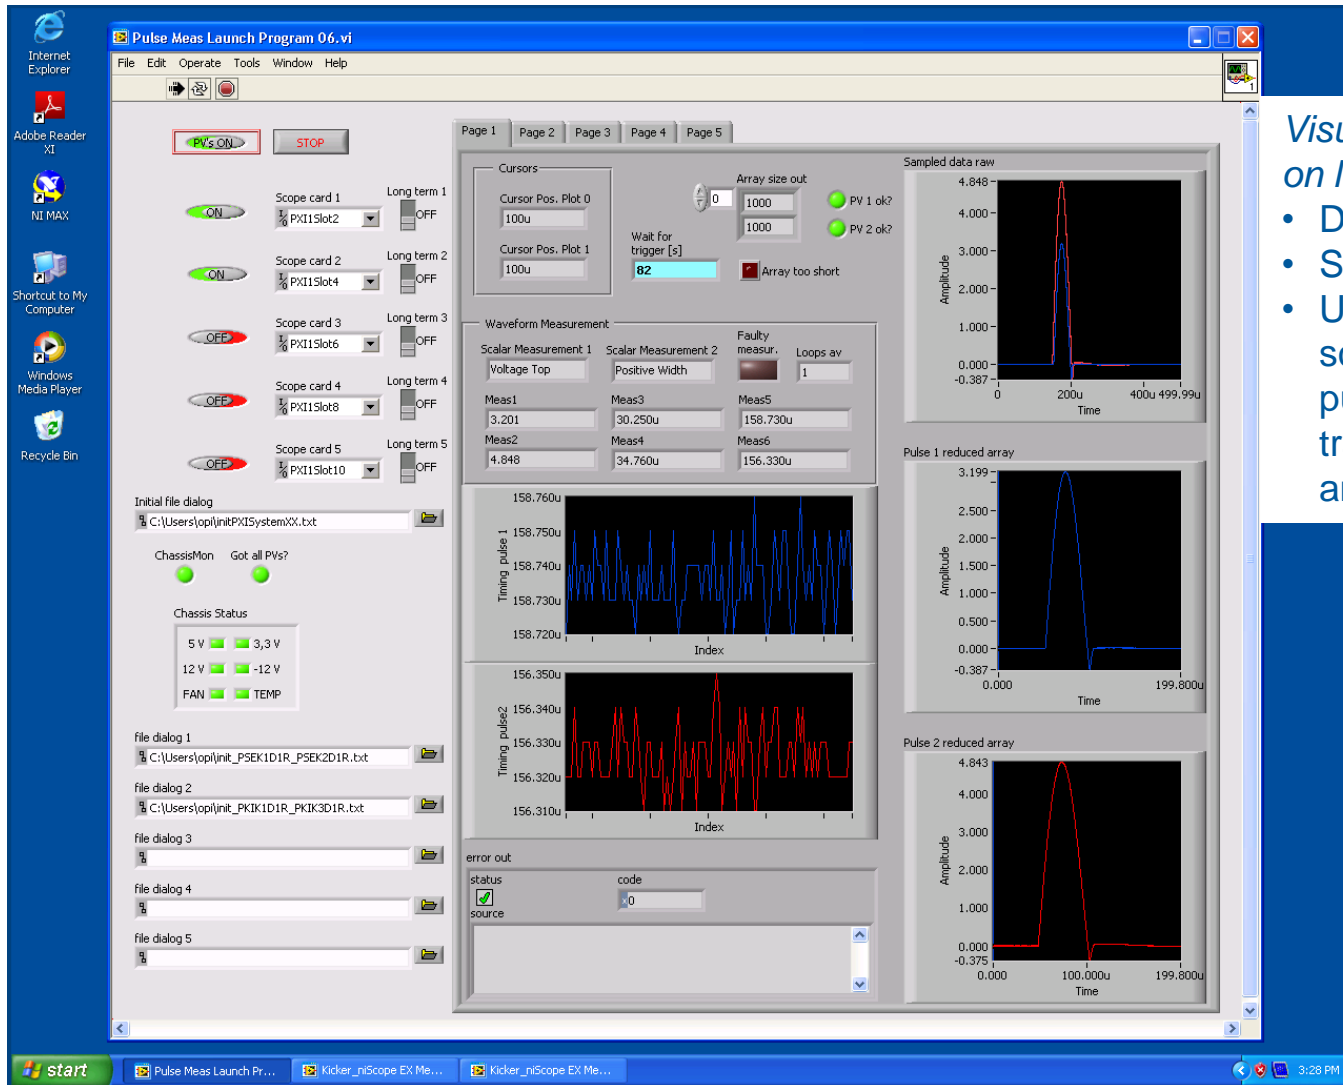 Internet Explorer
Adobe Reader XI
NI MAX
Shortcut to My Computer
Windows Media Player
Recycle Bin
Pulse Meas Launch Program 06.vi
File Edit Operate Tools Window Help
1
PV's ON
STOP
Scope card 1
Long term 1
ON
PXI1Slot2
OFF
Scope card 2
Long term 2
ON
PXI1Slot4
OFF
Scope card 3
Long term 3
OFF
PXI1Slot6
OFF
Scope card 4
Long term 4
OFF
PXI1Slot8
OFF
Scope card 5
Long term 5
OFF
PXI1Slot10
OFF
Initial file dialog
C:\Users\opi\initPXISystemXX.txt
ChassisMon Got all PVs?
Chassis Status
5 V 3,3 V
12 V -12 V
FAN TEMP
file dialog 1
C:\Users\opi\init_PSEK1D1R_PSEK2D1R.txt
file dialog 2
C:\Users\opi\init_PKIK1D1R_PKIK3D1R.txt
file dialog 3
file dialog 4
file dialog 5
Page 1 Page 2 Page 3 Page 4 Page 5
Cursors
Cursor Pos. Plot 0
100u
Cursor Pos. Plot 1
100u
0
Array size out
1000
1000
PV 1 ok?
PV 2 ok?
Wait for trigger [s]
82
Array too short
Waveform Measurement
Scalar Measurement 1
Voltage Top
Scalar Measurement 2
Positive Width
Faulty measur.
Loops av
1
Meas1 Meas3 Meas5
3.201 30.250u 158.730u
Meas2 Meas4 Meas6
4.848 34.760u 156.330u
158.760u
158.750u
158.740u
158.730u
158.720u
Timing pulse 1
Index
156.350u
156.340u
156.330u
156.320u
156.310u
Timing pulse2
Index
error out
status
code
0
source
Sampled data raw
4.848
4.000
3.000
2.000
1.000
0.000
-0.387
Amplitude
0 200u 400u 499.99u
Time
Pulse 1 reduced array
3.199
2.500
2.000
1.500
1.000
0.500
0.000
-0.387
Amplitude
0.000 199.800u
Time
Pulse 2 reduced array
4.843
4.000
3.000
2.000
1.000
0.000
-0.375
Amplitude
0.000 100.000u 199.800u
Time
start
Pulse Meas Launch Pr...
Kicker_niScope EX Me...
Kicker_niScope EX Me...
3:28 PM
Visu
on l
• D
• S
• U
sc
pu
tr